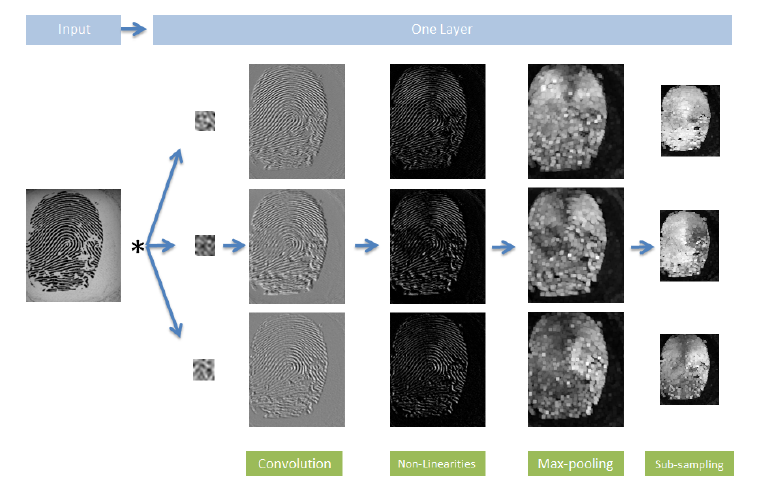 Input
One Layer
*
Convolution
Non-Linearities
Max-pooling
Sub-sampling